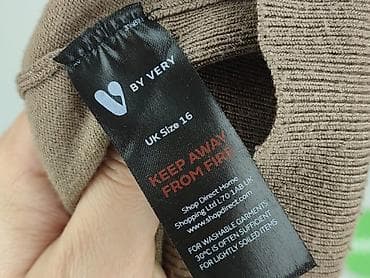 V BY VERY
UK Size 16
KEEP AWAY
FROM FIRE
Shop Direct Home
Shopping Ltd L70 1AB UK
www.shopdirect.com
FOR WASHABLE GARMENTS
30°C IS OFTEN SUFFICIENT
FOR LIGHTLY SOILED ITEMS